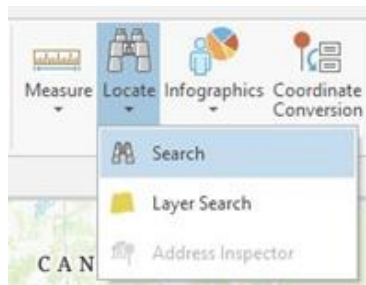 Measure Locate Infographics Coordinate
Conversion
Search
Layer Search
Address Inspector
CAN